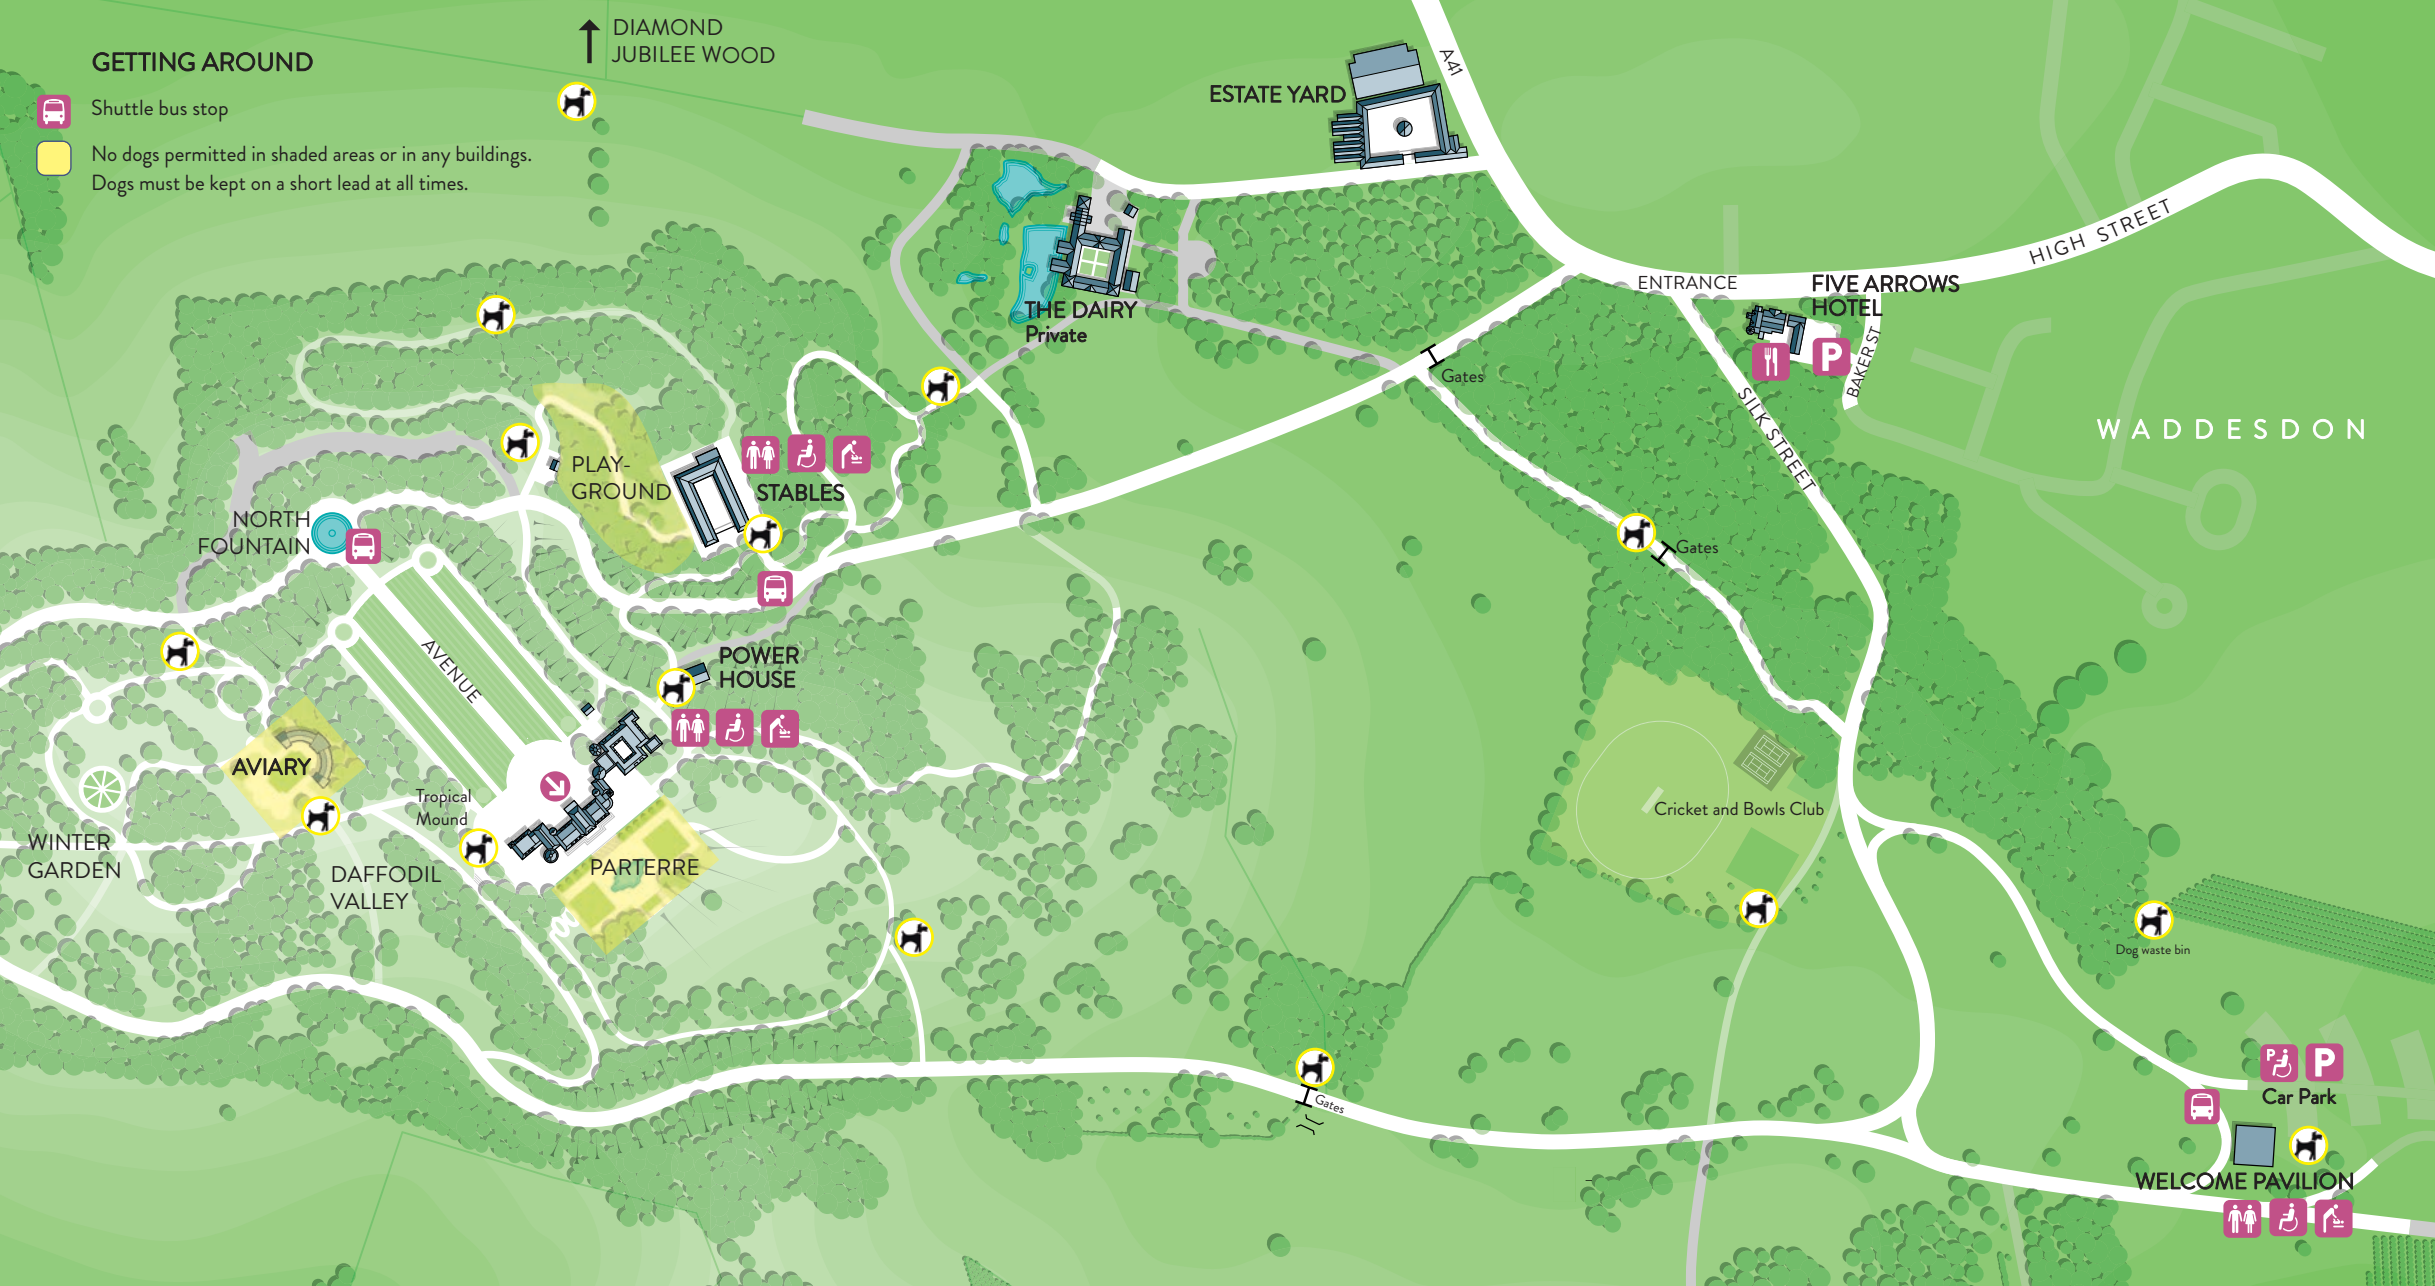 DIAMOND
JUBILEE WOOD
GETTING AROUND
Shuttle bus stop
No dogs permitted in shaded areas or in any buildings.
Dogs must be kept on a short lead at all times.
ESTATE YARD
A41
HIGH STREET
ENTRANCE
FIVE ARROWS
HOTEL
P
BAKER ST
SILK STREET
WADDESDON
THE DAIRY
Private
Gates
PLAY-
GROUND
STABLES
NORTH
FOUNTAIN
Gates
AVENUE
POWER
HOUSE
AVIARY
Tropical
Mound
WINTER
GARDEN
DAFFODIL
VALLEY
PARTERRE
Cricket and Bowls Club
Dog waste bin
Gates
P
P
Car Park
WELCOME PAVILION